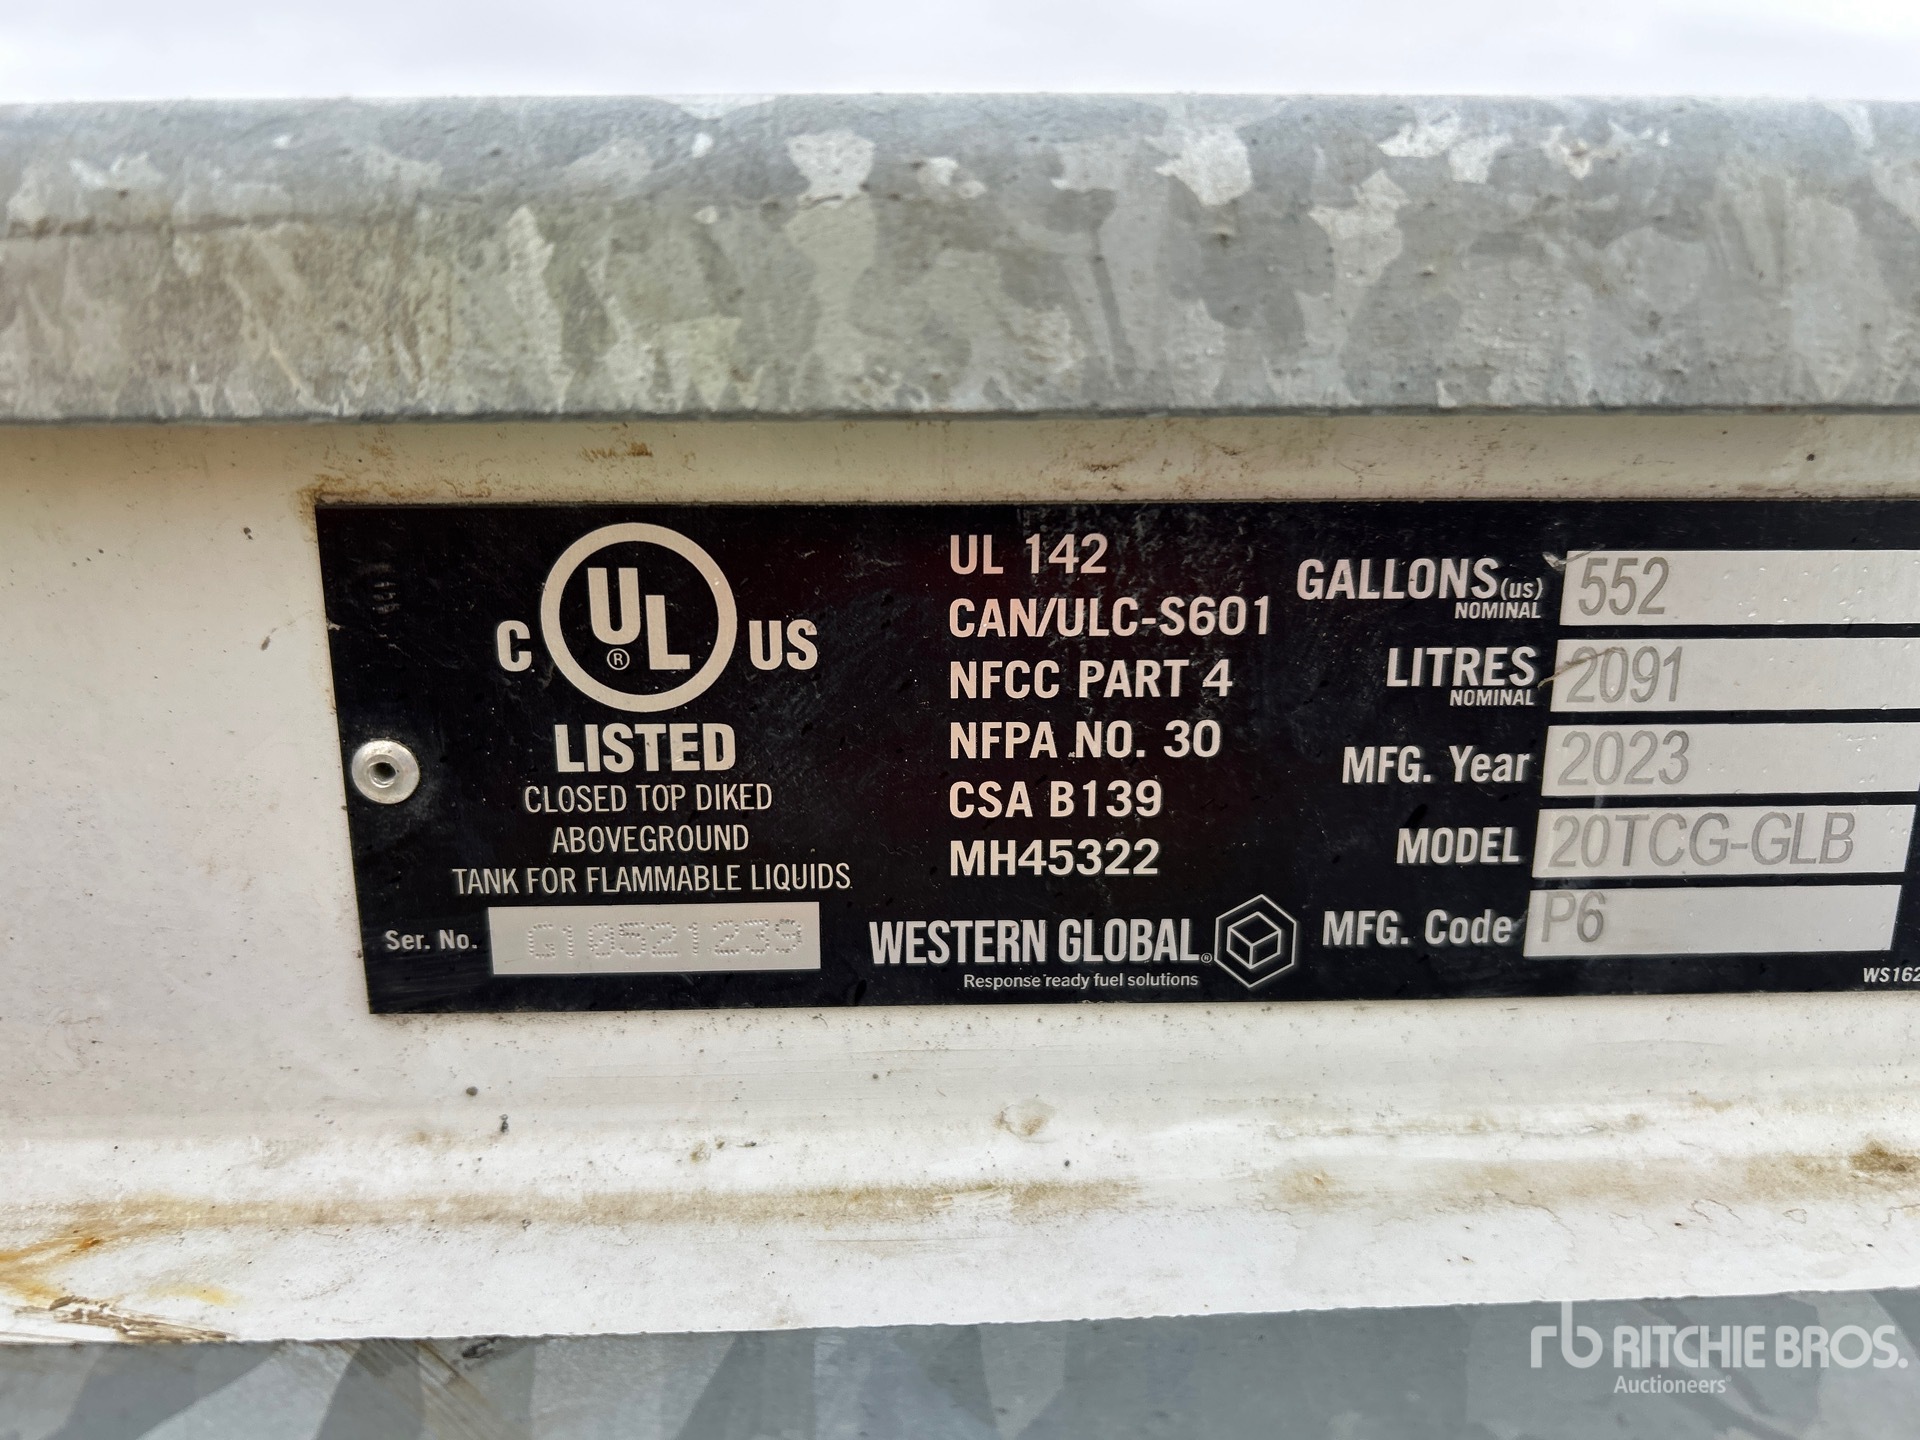 C UL ® US
LISTED
CLOSED TOP DIKED
ABOVEGROUND
TANK FOR FLAMMABLE LIQUIDS
Ser. No. G10521239
UL 142
CAN/ULC-S601
NFCC PART 4
NFPA NO. 30
CSA B139
MH45322
WESTERN GLOBAL®
Response ready fuel solutions
GALLONS(us) NOMINAL 552
LITRES NOMINAL 2091
MFG. Year 2023
MODEL 20TCG-GLB
MFG. Code P6
WS162
rb RITCHIE BROS.
Auctioneers